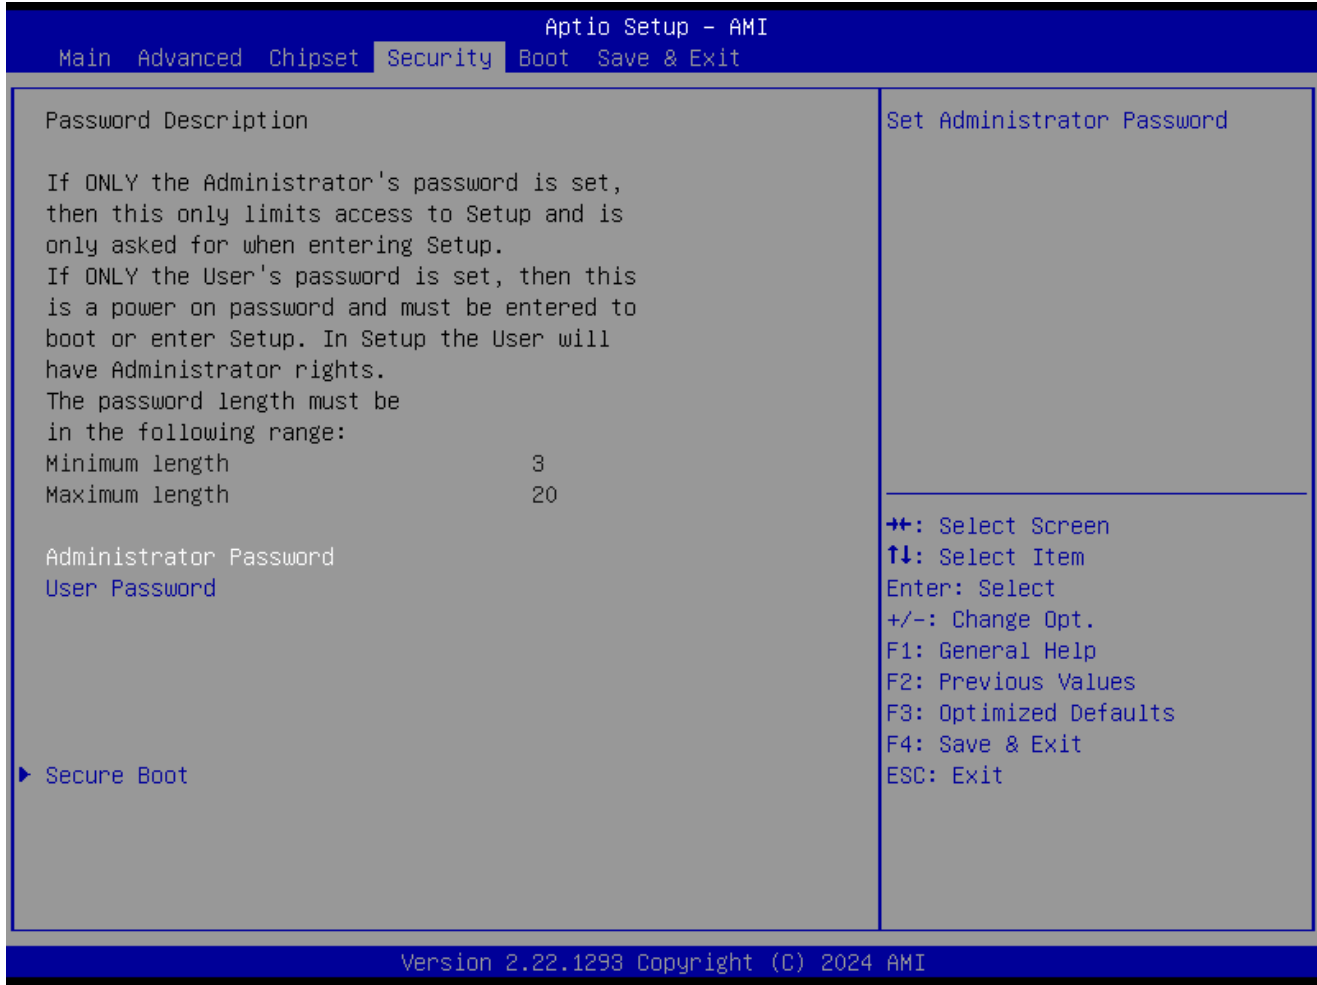 Aptio Setup – AMI
Main Advanced Chipset Security Boot Save & Exit
Password Description
If ONLY the Administrator's password is set,
then this only limits access to Setup and is
only asked for when entering Setup.
If ONLY the User's password is set, then this
is a power on password and must be entered to
boot or enter Setup. In Setup the User will
have Administrator rights.
The password length must be
in the following range:
Minimum length 3
Maximum length 20
Administrator Password
User Password
▶ Secure Boot
Set Administrator Password
→←: Select Screen
↑↓: Select Item
Enter: Select
+/-: Change Opt.
F1: General Help
F2: Previous Values
F3: Optimized Defaults
F4: Save & Exit
ESC: Exit
Version 2.22.1293 Copyright (C) 2024 AMI